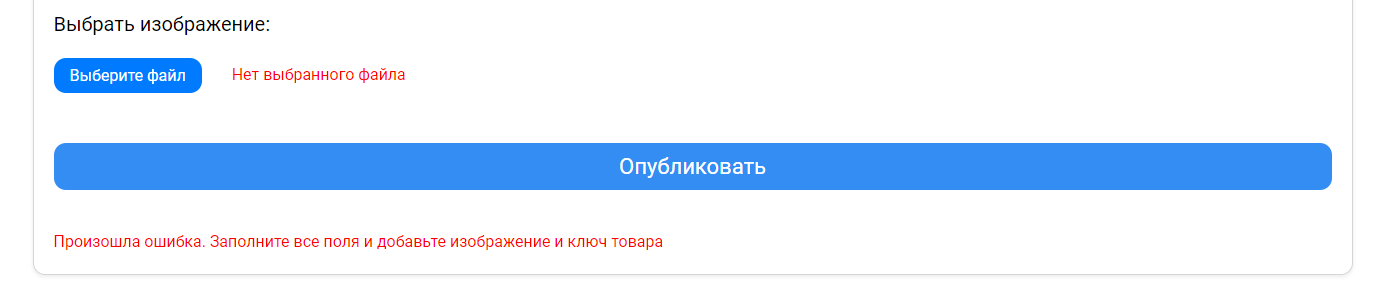 Выбрать изображение:
Выберите файл
Нет выбранного файла
Опубликовать
Произошла ошибка. Заполните все поля и добавьте изображение и ключ товара